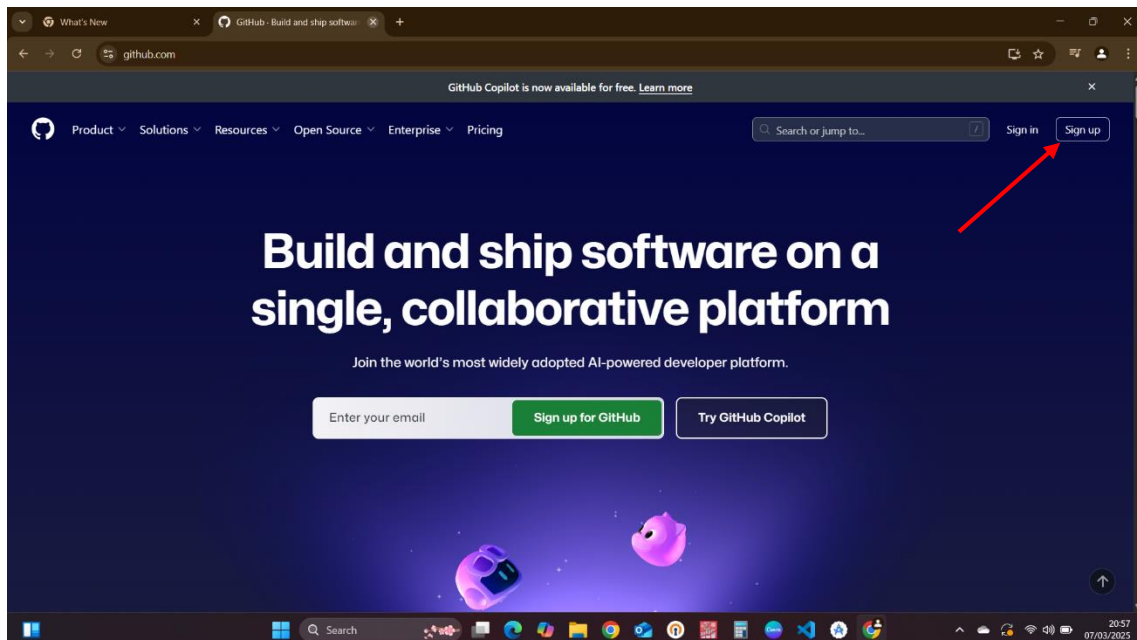 What's New
GitHub · Build and ship softwar
github.com
GitHub Copilot is now available for free. Learn more
Product Solutions Resources Open Source Enterprise Pricing
Search or jump to...
/
Sign in
Sign up
Build and ship software on a
single, collaborative platform
Join the world's most widely adopted AI-powered developer platform.
Enter your email
Sign up for GitHub
Try GitHub Copilot
Search
20:57
07/03/202